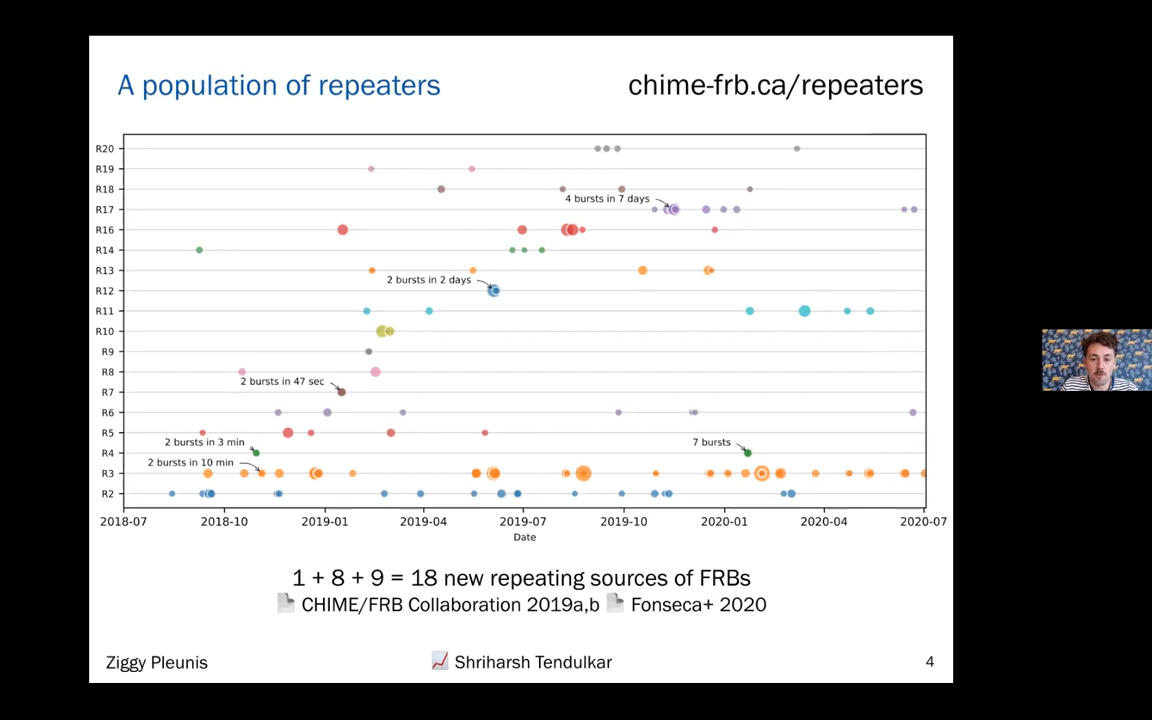 A population of repeaters
chime-frb.ca/repeaters
R20
R19
R18
4 bursts in 7 days
R17
R16
R14
R13
2 bursts in 2 days
R12
R11
R10
R9
R8
2 bursts in 47 sec
R7
R6
R5
2 bursts in 3 min
7 bursts
R4
2 bursts in 10 min
R3
R2
2018-07 2018-10 2019-01 2019-04 2019-07 2019-10 2020-01 2020-04 2020-07
Date
1 + 8 + 9 = 18 new repeating sources of FRBs
CHIME/FRB Collaboration 2019a,b Fonseca+ 2020
Ziggy Pleunis
Shriharsh Tendulkar
4